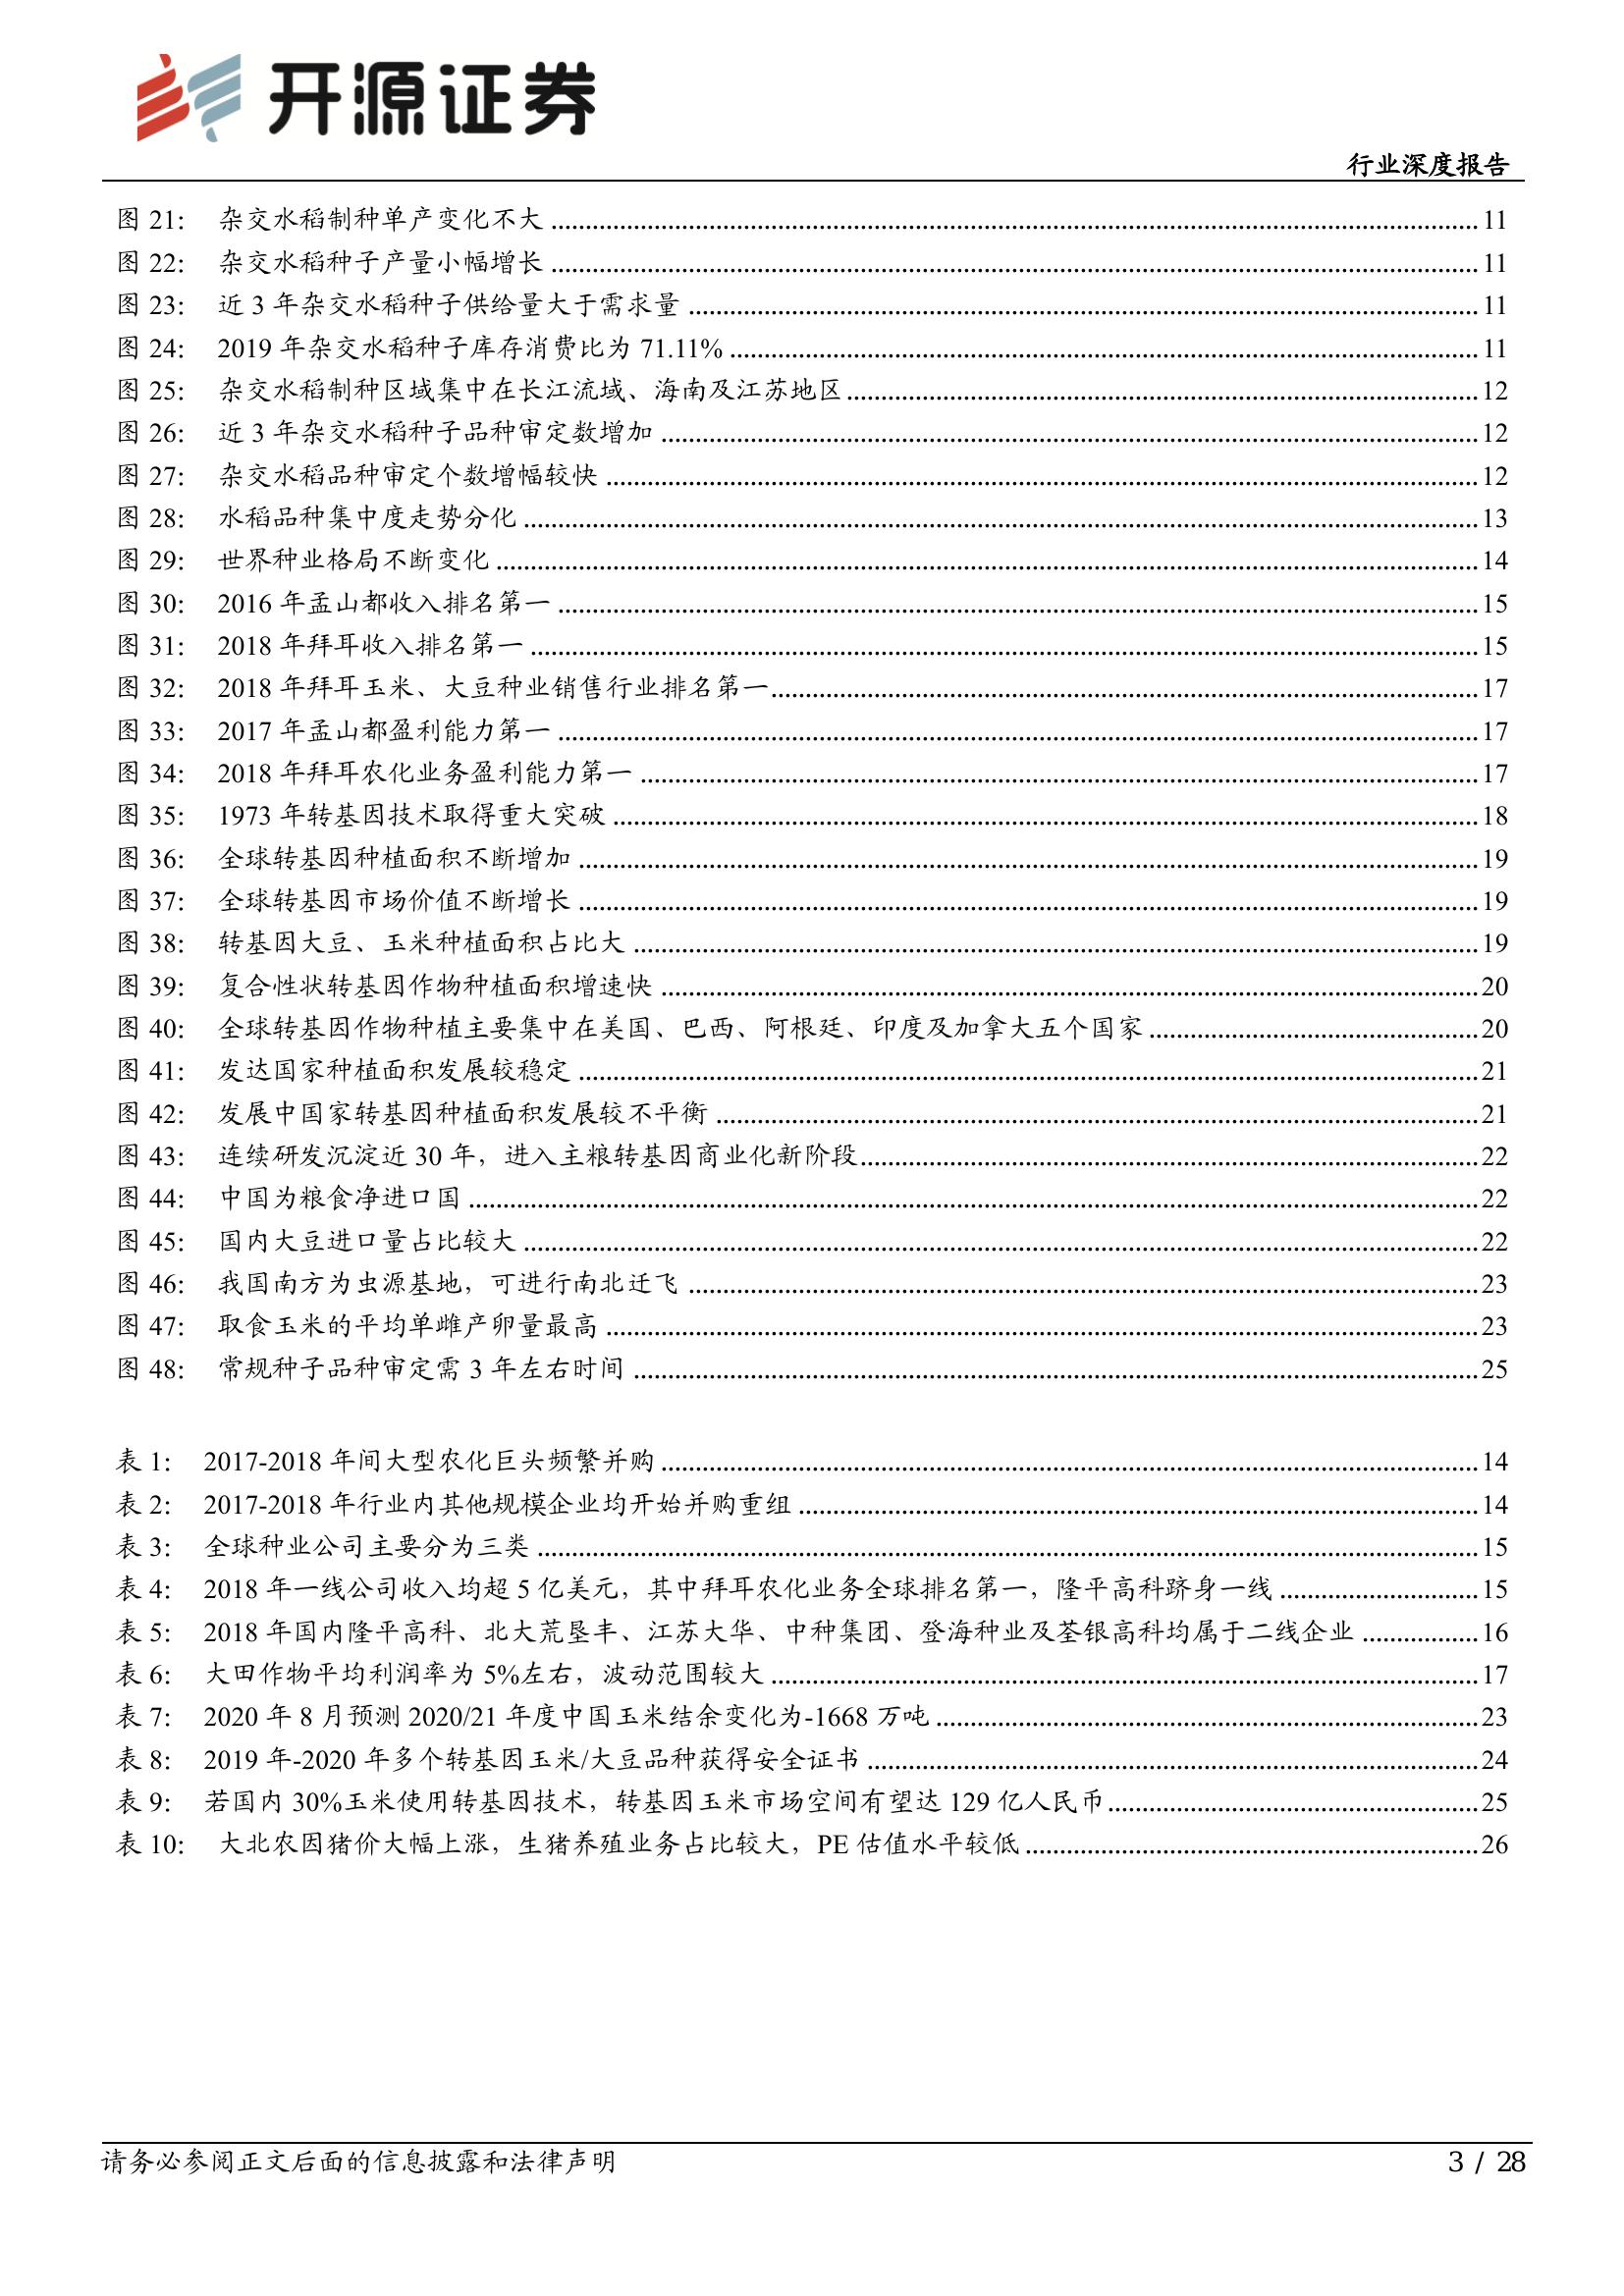 开源证券
行业深度报告
图 21： 杂交水稻制种单产变化不大 11
图 22： 杂交水稻种子产量小幅增长 11
图 23： 近 3 年杂交水稻种子供给量大于需求量 11
图 24： 2019 年杂交水稻种子库存消费比为 71.11% 11
图 25： 杂交水稻制种区域集中在长江流域、海南及江苏地区 12
图 26： 近 3 年杂交水稻种子品种审定数增加 12
图 27： 杂交水稻品种审定个数增幅较快 12
图 28： 水稻品种集中度走势分化 13
图 29： 世界种业格局不断变化 14
图 30： 2016 年孟山都收入排名第一 15
图 31： 2018 年拜耳收入排名第一 15
图 32： 2018 年拜耳玉米、大豆种业销售行业排名第一 17
图 33： 2017 年孟山都盈利能力第一 17
图 34： 2018 年拜耳农化业务盈利能力第一 17
图 35： 1973 年转基因技术取得重大突破 18
图 36： 全球转基因种植面积不断增加 19
图 37： 全球转基因市场价值不断增长 19
图 38： 转基因大豆、玉米种植面积占比大 19
图 39： 复合性状转基因作物种植面积增速快 20
图 40： 全球转基因作物种植主要集中在美国、巴西、阿根廷、印度及加拿大五个国家 20
图 41： 发达国家种植面积发展较稳定 21
图 42： 发展中国家转基因种植面积发展较不平衡 21
图 43： 连续研发沉淀近 30 年，进入主粮转基因商业化新阶段 22
图 44： 中国为粮食净进口国 22
图 45： 国内大豆进口量占比较大 22
图 46： 我国南方为虫源基地，可进行南北迁飞 23
图 47： 取食玉米的平均单雌产卵量最高 23
图 48： 常规种子品种审定需 3 年左右时间 25
表 1： 2017-2018 年间大型农化巨头频繁并购 14
表 2： 2017-2018 年行业内其他规模企业均开始并购重组 14
表 3： 全球种业公司主要分为三类 15
表 4： 2018 年一线公司收入均超 5 亿美元，其中拜耳农化业务全球排名第一，隆平高科跻身一线 15
表 5： 2018 年国内隆平高科、北大荒垦丰、江苏大华、中种集团、登海种业及荃银高科均属于二线企业 16
表 6： 大田作物平均利润率为 5%左右，波动范围较大 17
表 7： 2020 年 8 月预测 2020/21 年度中国玉米结余变化为-1668 万吨 23
表 8： 2019 年-2020 年多个转基因玉米/大豆品种获得安全证书 24
表 9： 若国内 30%玉米使用转基因技术，转基因玉米市场空间有望达 129 亿人民币 25
表 10： 大北农因猪价大幅上涨，生猪养殖业务占比较大，PE 估值水平较低 26
请务必参阅正文后面的信息披露和法律声明
3 / 28